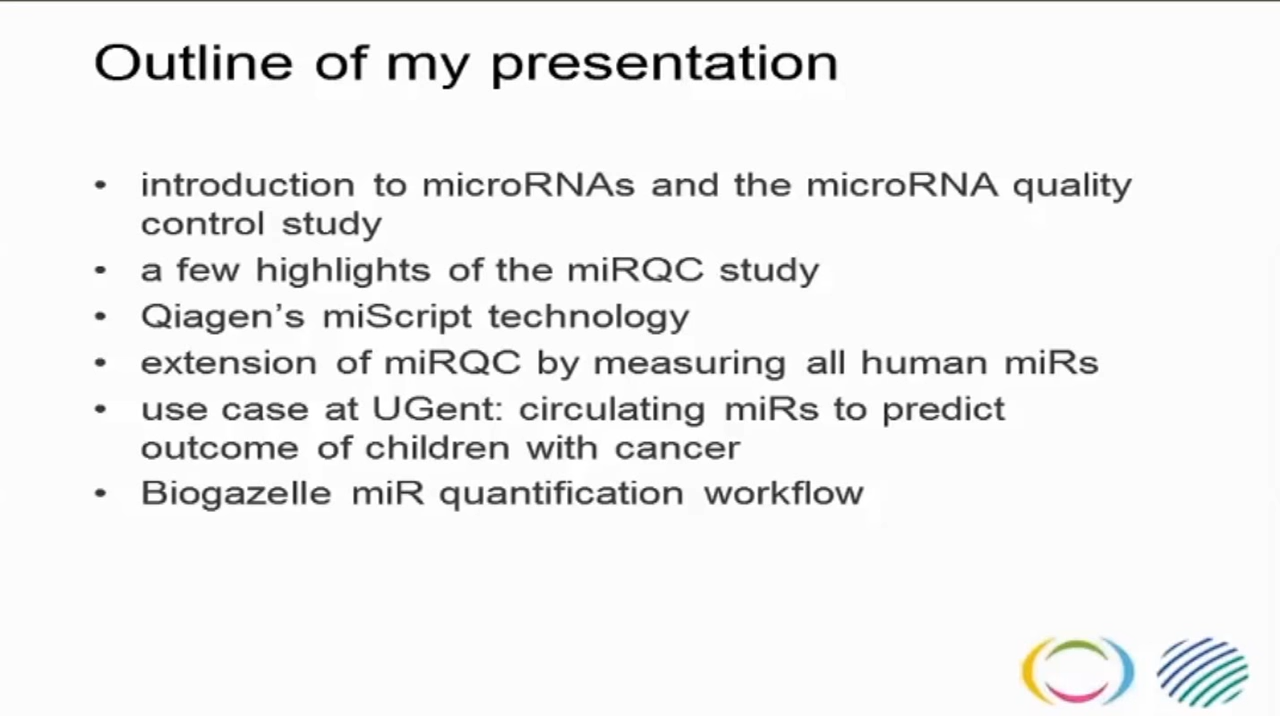 Outline of my presentation
• introduction to microRNAs and the microRNA quality
control study
• a few highlights of the miRQC study
• Qiagen’s miScript technology
• extension of miRQC by measuring all human miRs
• use case at UGent: circulating miRs to predict
outcome of children with cancer
• Biogazelle miR quantification workflow